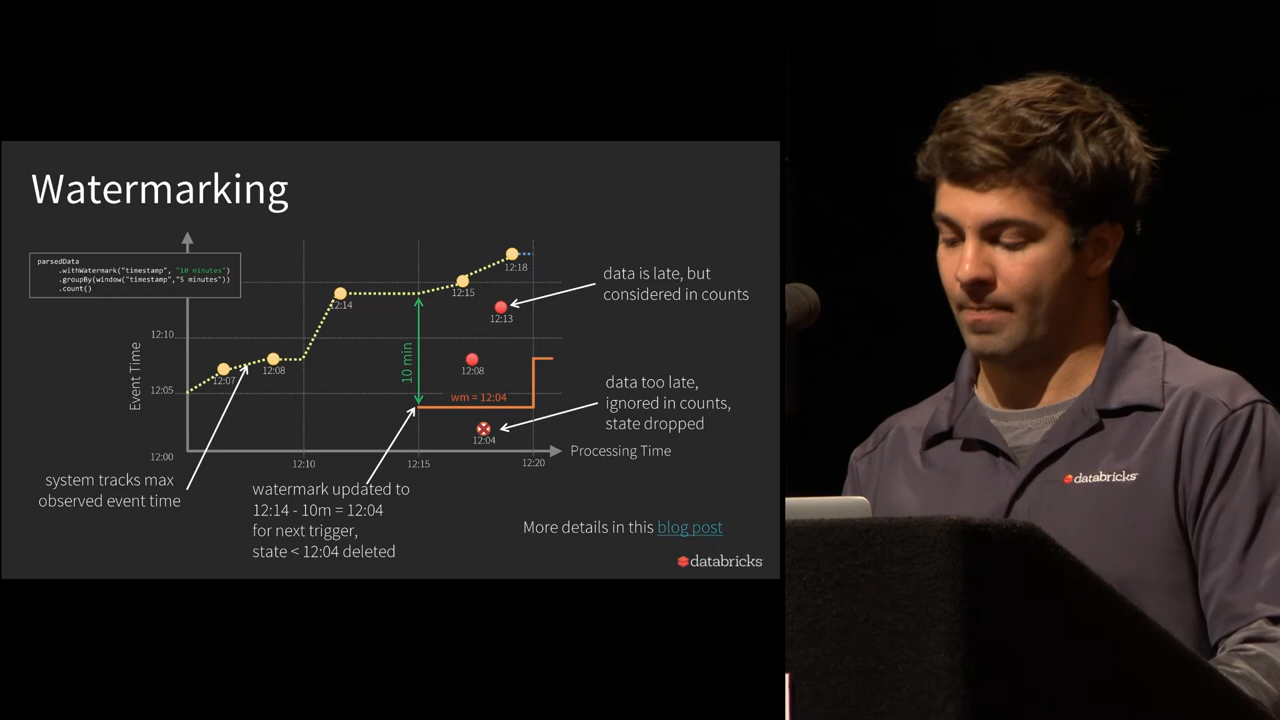 Watermarking
parsedData
.withWatermark("timestamp", "10 minutes")
.groupBy(window("timestamp","5 minutes"))
.count()
12:18
12:15
12:14
12:13
data is late, but
considered in counts
12:10
12:07
12:08
12:08
10 min
Event Time
12:05
wm = 12:04
data too late,
ignored in counts,
state dropped
12:04
12:00
12:10
12:15
12:20
Processing Time
system tracks max
observed event time
watermark updated to
12:14 - 10m = 12:04
for next trigger,
state < 12:04 deleted
More details in this blog post
databricks
databricks